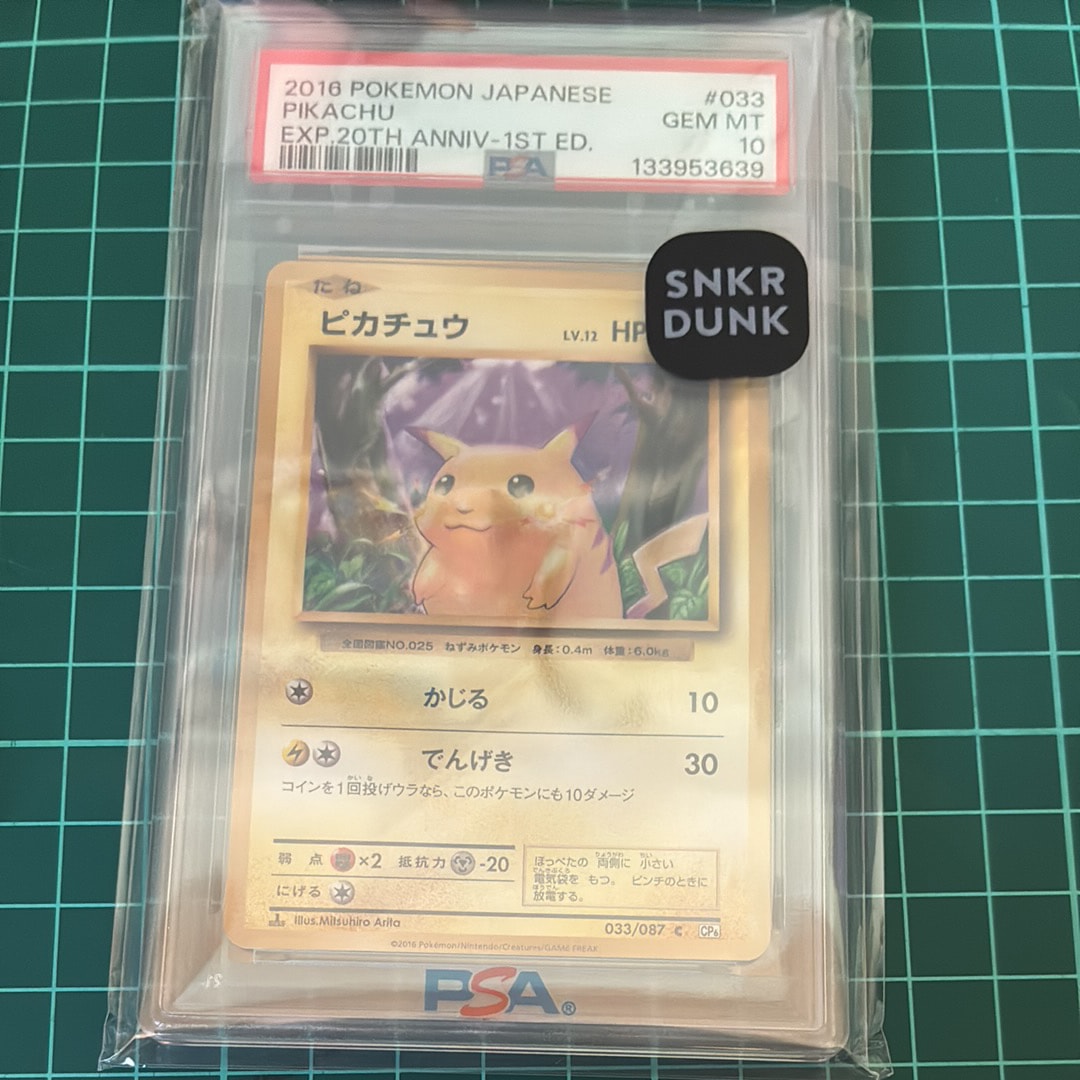 2016 POKEMON JAPANESE #033
PIKACHU GEM MT
EXP.20TH ANNIV-1ST ED. 10
PSA 133953639
SNKR
DUNK
たね
ピカチュウ LV.12 HP
全国図鑑NO.025 ねずみポケモン 身長:0.4m 体重:6.0kg
かじる 10
でんげき 30
コインを1回投げウラなら、このポケモンにも10ダメージ
弱点 ×2 抵抗力 -20
にげる
ほっぺたの 両側に 小さい
電気袋を もつ。 ピンチのときに
放電する。
Illus.Mitsuhiro Arita 033/087 C CP6
©2016 Pokémon/Nintendo/Creatures/GAME FREAK
PSA®